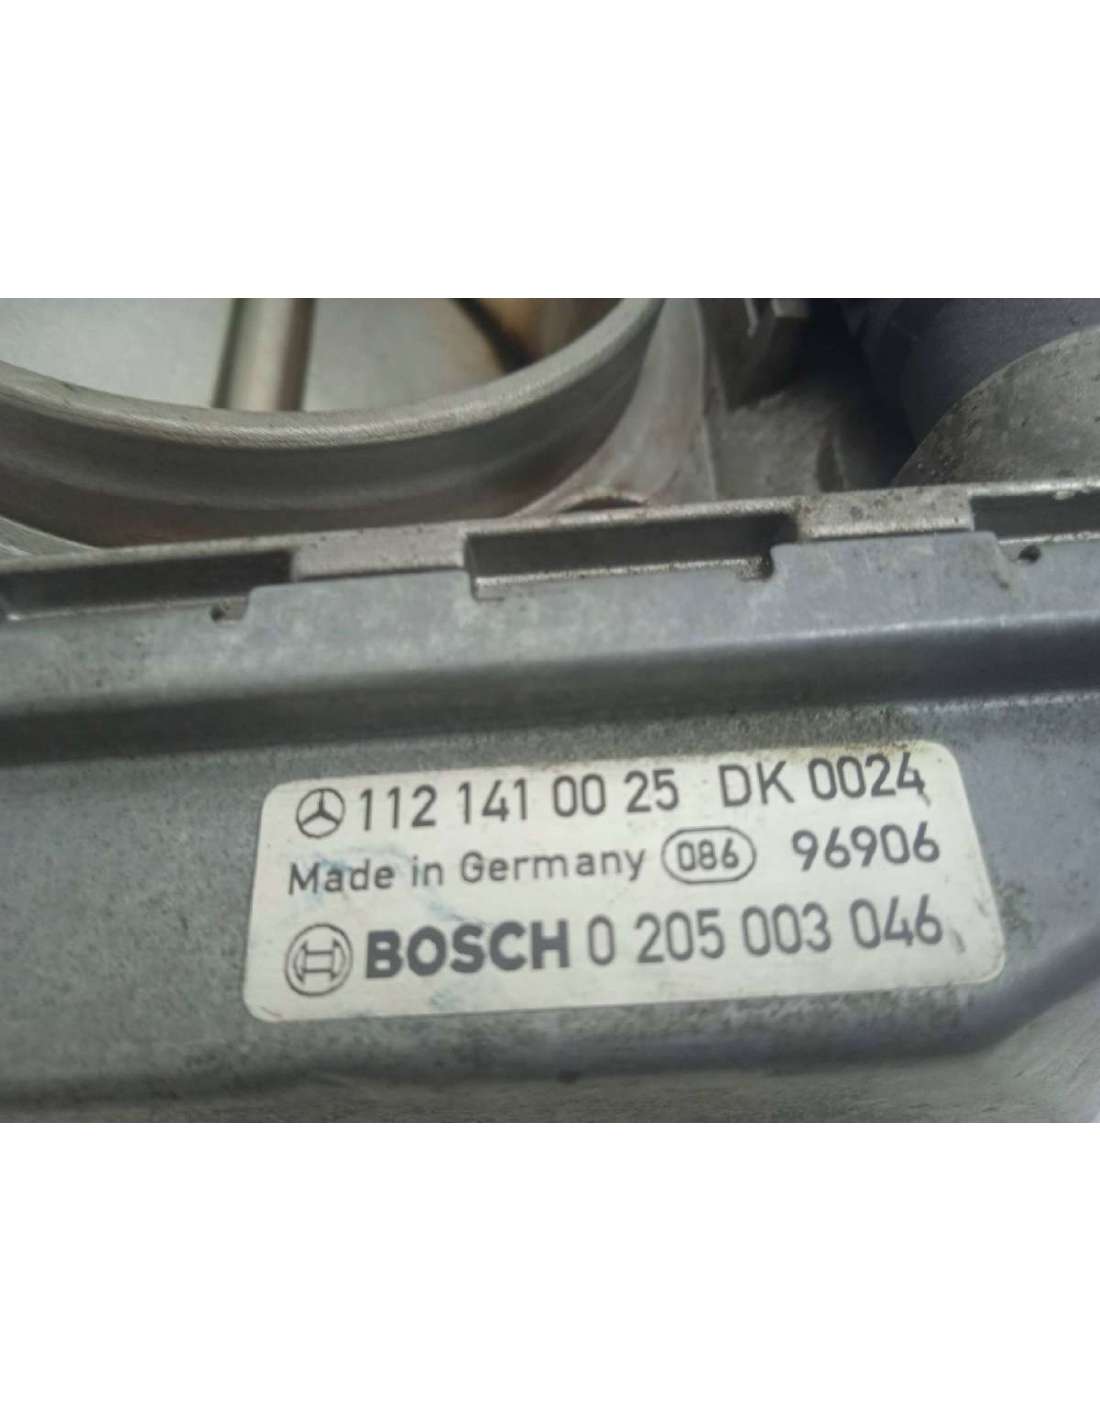 112 141 00 25 DK 0024
Made in Germany 086 96906
BOSCH 0 205 003 046